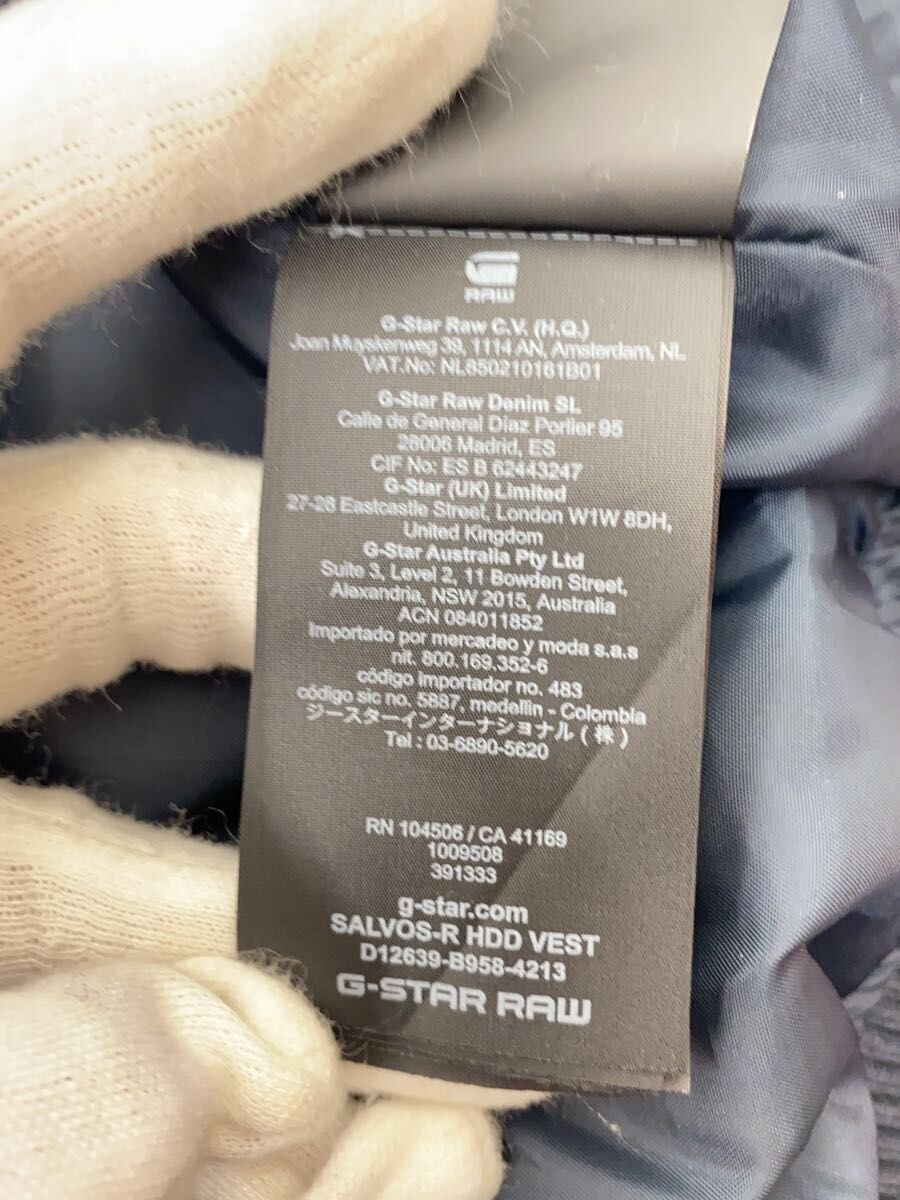 RAW
G-Star Raw C.V. (H.Q.)
Joan Muyskenweg 39, 1114 AN, Amsterdam, NL
VAT.No: NL850210161B01
G-Star Raw Denim SL
Calle de General Diaz Porlier 95
28006 Madrid, ES
CIF No: ES B 62443247
G-Star (UK) Limited
27-28 Eastcastle Street, London W1W 8DH,
United Kingdom
G-Star Australia Pty Ltd
Suite 3, Level 2, 11 Bowden Street,
Alexandria, NSW 2015, Australia
ACN 084011852
Importado por mercadeo y moda s.a.s
nit. 800.169.352-6
código importador no. 483
código sic no. 5887, medellin - Colombia
ジースターインターナショナル (株)
Tel : 03-6890-5620
RN 104506 / CA 41169
1009508
391333
g-star.com
SALVOS-R HDD VEST
D12639-B958-4213
G-STAR RAW